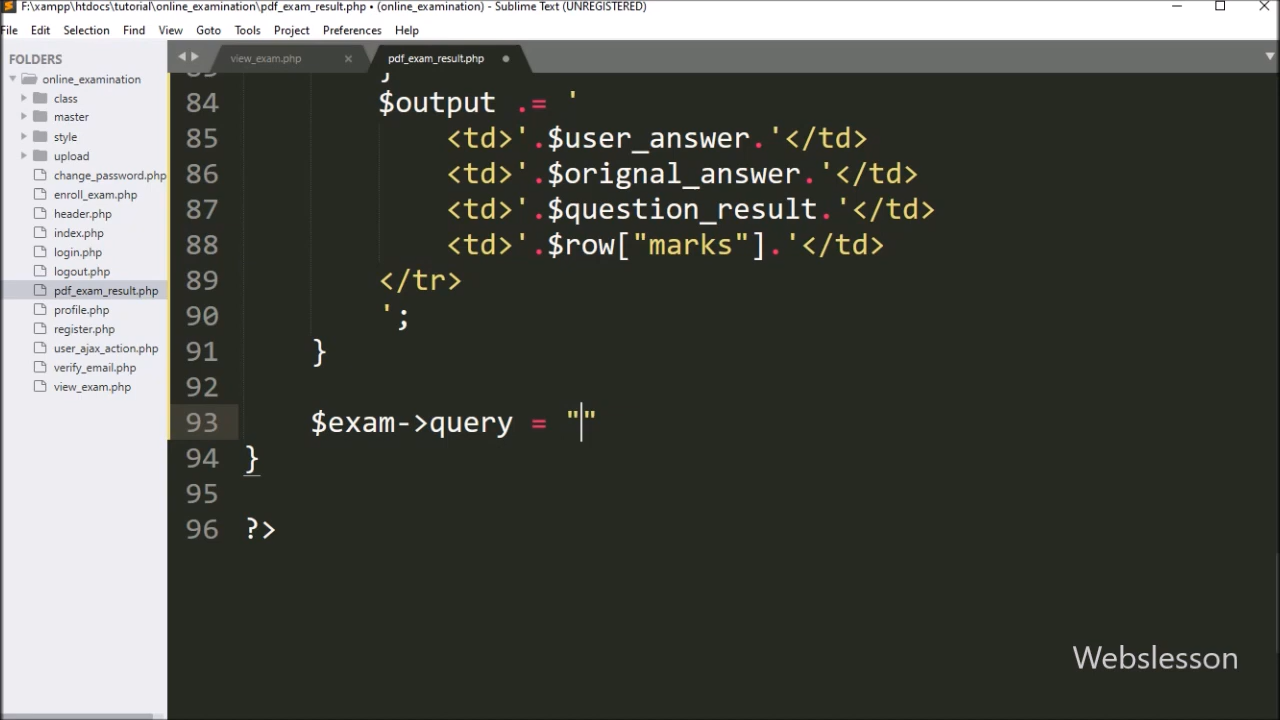 F:\xampp\htdocs\tutorial\online_examination\pdf_exam_result.php • (online_examination) - Sublime Text (UNREGISTERED)
File Edit Selection Find View Goto Tools Project Preferences Help
FOLDERS
online_examination
class
master
style
upload
change_password.php
enroll_exam.php
header.php
index.php
login.php
logout.php
pdf_exam_result.php
profile.php
register.php
user_ajax_action.php
verify_email.php
view_exam.php
view_exam.php × pdf_exam_result.php
84 $output .= '
85 <td>'.$user_answer.'</td>
86 <td>'.$orignal_answer.'</td>
87 <td>'.$question_result.'</td>
88 <td>'.$row["marks"].'</td>
89 </tr>
90 ';
91 }
92
93 $exam->query = ""
94 }
95
96 ?>
Webslesson